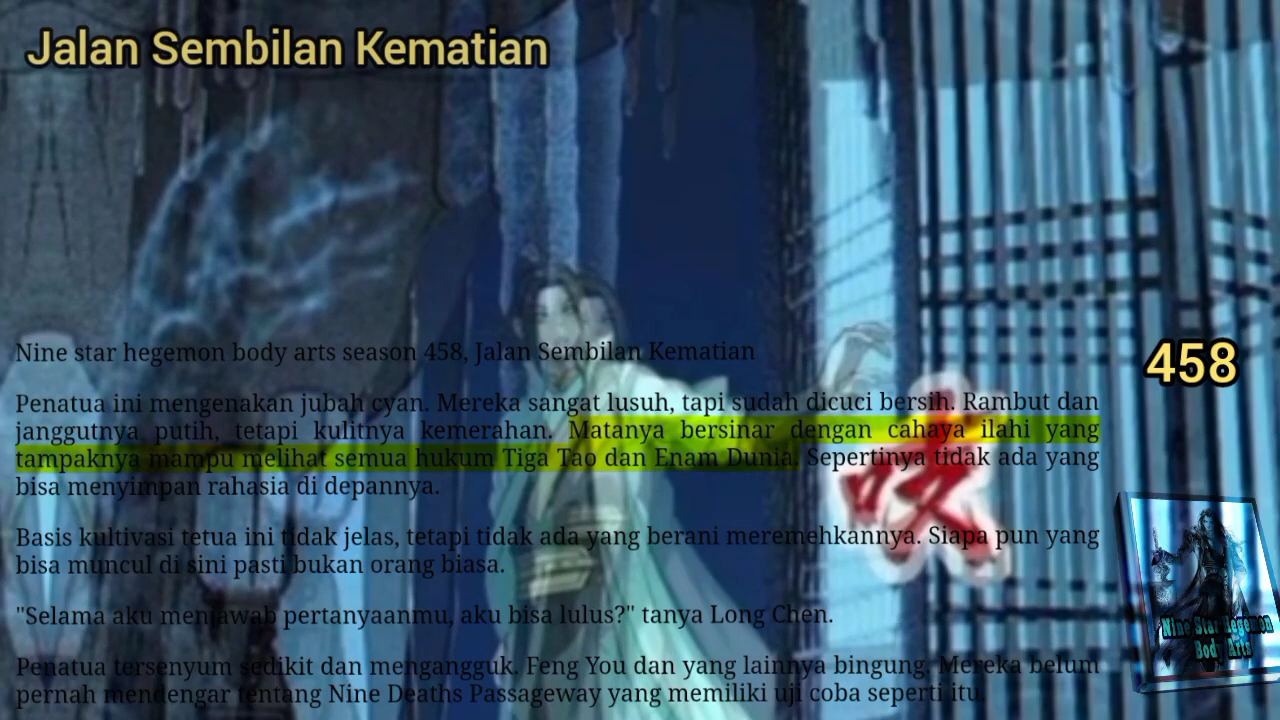 Jalan Sembilan Kematian
Nine star hegemon body arts season 458, Jalan Sembilan Kematian
458
Penatua ini mengenakan jubah cyan. Mereka sangat lusuh, tapi sudah dicuci bersih. Rambut dan
janggutnya putih, tetapi kulitnya kemerahan. Matanya bersinar dengan cahaya ilahi yang
tampaknya mampu melihat semua hukum Tiga Tao dan Enam Dunia. Sepertinya tidak ada yang
bisa menyimpan rahasia di depannya.
Basis kultivasi tetua ini tidak jelas, tetapi tidak ada yang berani meremehkannya. Siapa pun yang
bisa muncul di sini pasti bukan orang biasa.
"Selama aku menjawab pertanyaanmu, aku bisa lulus?" tanya Long Chen.
Penatua tersenyum sedikit dan mengangguk. Feng You dan yang lainnya bingung. Mereka belum
pernah mendengar tentang Nine Deaths Passageway yang memiliki uji coba seperti itu.
Nine Star Hegemon
Body Arts